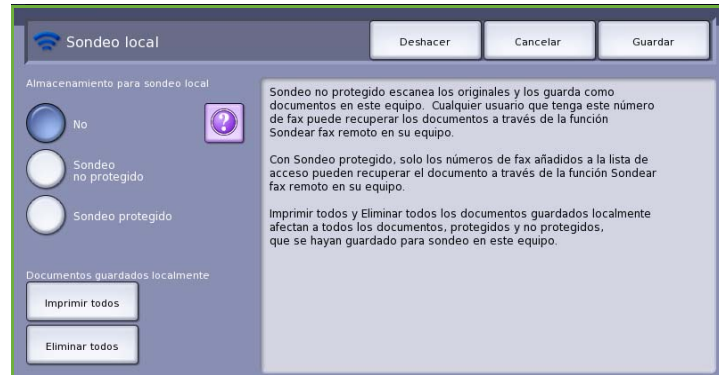 Sondeo local
Deshacer
Cancelar
Guardar
Almacenamiento para sondeo local
No
Sondeo
no protegido
Sondeo protegido
Documentos guardados localmente
Imprimir todos
Eliminar todos
Sondeo no protegido escanea los originales y los guarda como
documentos en este equipo. Cualquier usuario que tenga este número
de fax puede recuperar los documentos a través de la función
Sondear fax remoto en su equipo.
Con Sondeo protegido, solo los números de fax añadidos a la lista de
acceso pueden recuperar el documento a través de la función Sondear
fax remoto en su equipo.
Imprimir todos y Eliminar todos los documentos guardados localmente
afectan a todos los documentos, protegidos y no protegidos,
que se hayan guardado para sondeo en este equipo.